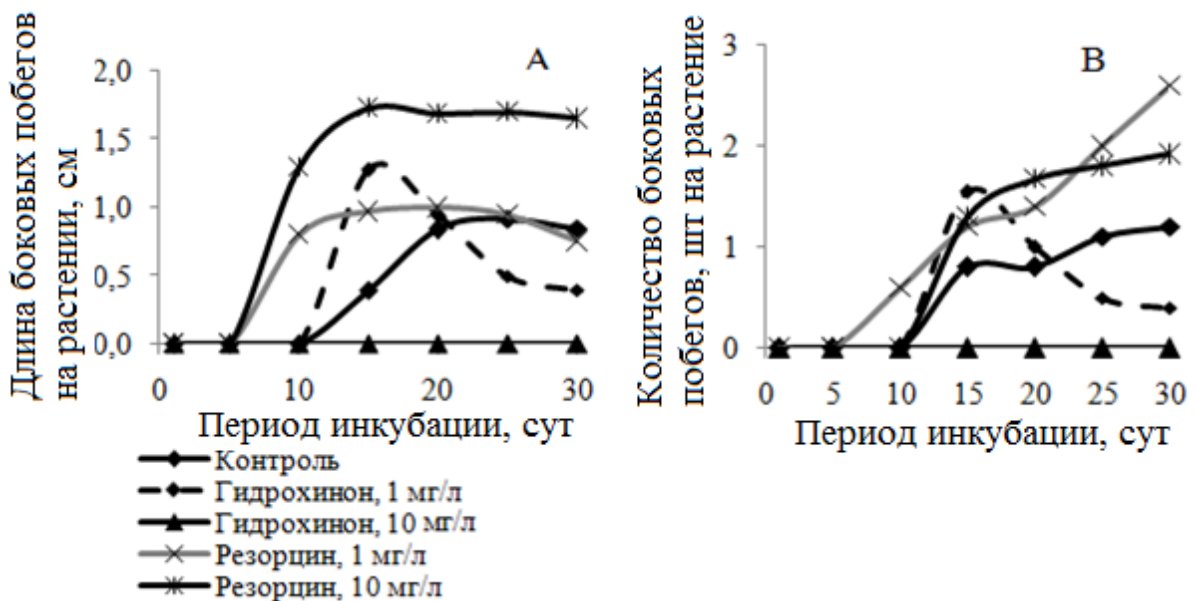 Длина боковых побегов
на растении, см
А
2,0
1,5
1,0
0,5
0,0
0 10 20 30
Период инкубации, сут
Количество боковых
побегов, шт на растение
В
3
2
1
0
0 5 10 15 20 25 30
Период инкубации, сут
Контроль
Гидрохинон, 1 мг/л
Гидрохинон, 10 мг/л
Резорцин, 1 мг/л
Резорцин, 10 мг/л